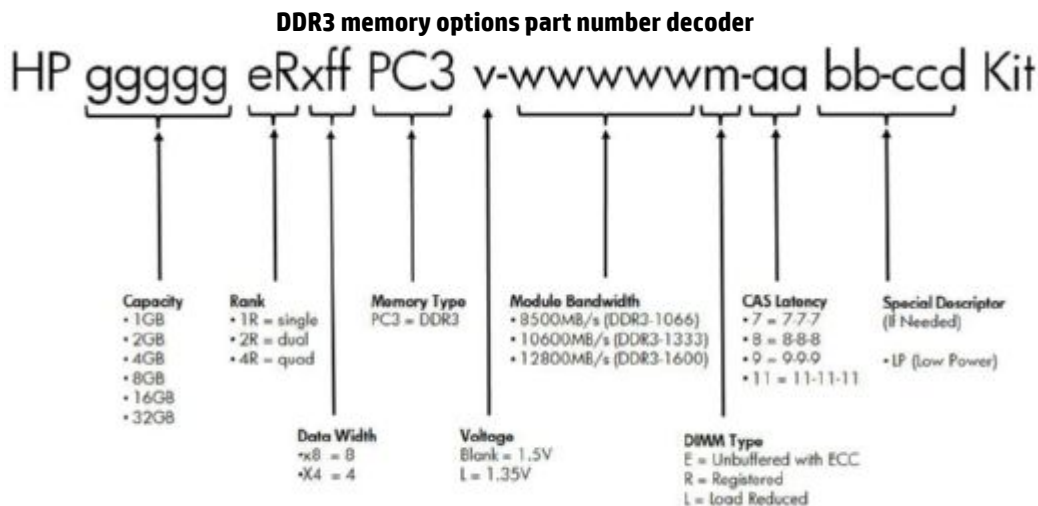 DDR3 memory options part number decoder
HP ggggg eRxff PC3 v-wwwwwm-aa bb-ccd Kit
Capacity
• 1GB
• 2GB
• 4GB
• 8GB
• 16GB
• 32GB
Rank
• 1R = single
• 2R = dual
• 4R = quad
Memory Type
PC3 = DDR3
Module Bandwidth
• 8500MB/s (DDR3-1066)
• 10600MB/s (DDR3-1333)
• 12800MB/s (DDR3-1600)
CAS Latency
• 7 = 7-7-7
• 8 = 8-8-8
• 9 = 9-9-9
• 11 = 11-11-11
Special Descriptor
(If Needed)
• LP (Low Power)
Data Width
•x8 = 8
•X4 = 4
Voltage
Blank = 1.5V
L = 1.35V
DIMM Type
E = Unbuffered with ECC
R = Registered
L = Load Reduced